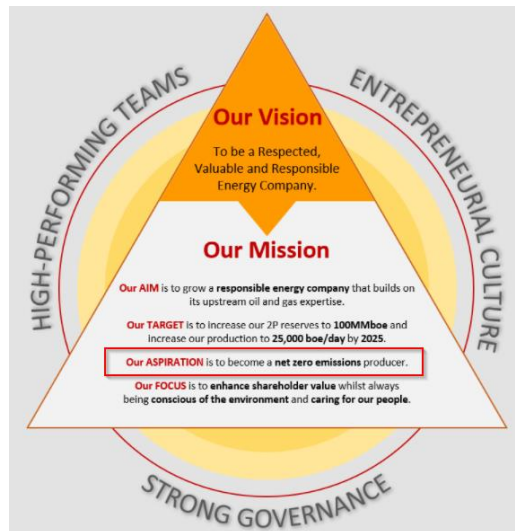 HIGH-PERFORMING TEAMS
ENTREPRENEURIAL CULTURE
Our Vision
To be a Respected,
Valuable and Responsible
Energy Company.
Our Mission
Our AIM is to grow a responsible energy company that builds on
its upstream oil and gas expertise.
Our TARGET is to increase our 2P reserves to 100MMboe and
increase our production to 25,000 boe/day by 2025.
Our ASPIRATION is to become a net zero emissions producer.
Our FOCUS is to enhance shareholder value whilst always
being conscious of the environment and caring for our people.
STRONG GOVERNANCE